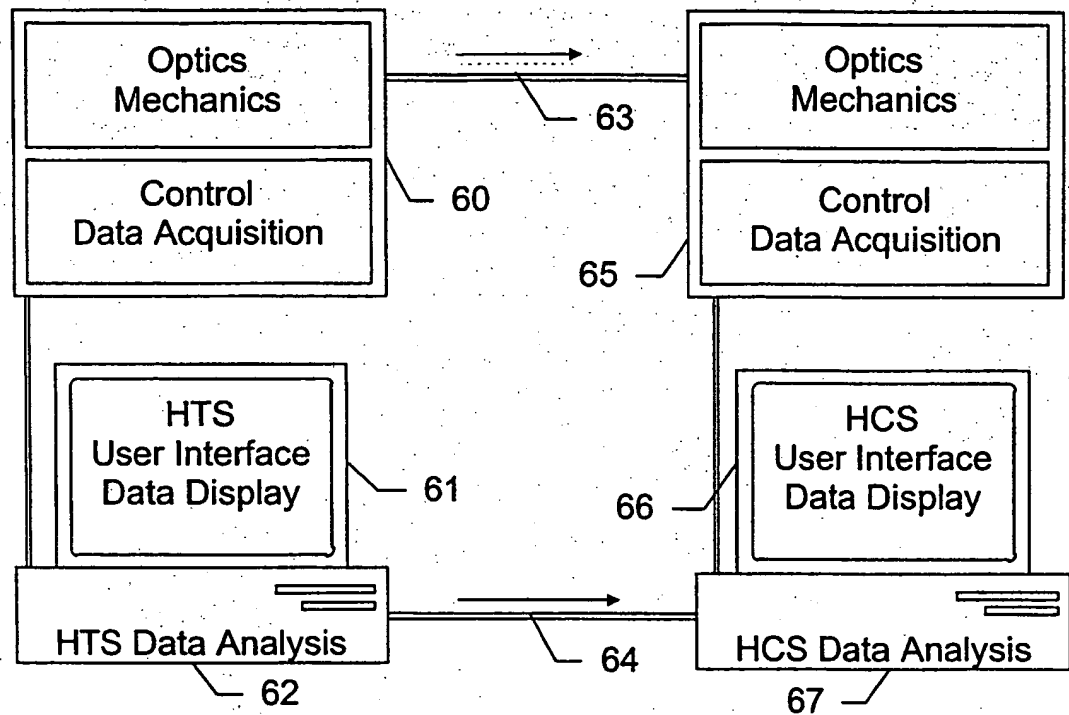 Optics
Mechanics
Control
Data Acquisition
60
63
Optics
Mechanics
Control
Data Acquisition
65
HTS
User Interface
Data Display
61
HTS Data Analysis
62
64
HCS
User Interface
Data Display
66
HCS Data Analysis
67